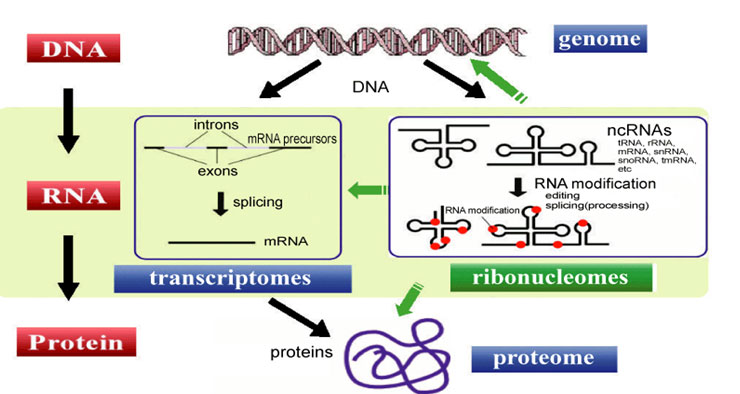 DNA
genome
DNA
introns
mRNA precursors
exons
splicing
mRNA
ncRNAs
tRNA, rRNA,
mRNA, snRNA,
snoRNA, tmRNA,
etc
RNA modification
editing
splicing(processing)
RNA modification
RNA
transcriptomes
ribonucleomes
Protein
proteins
proteome